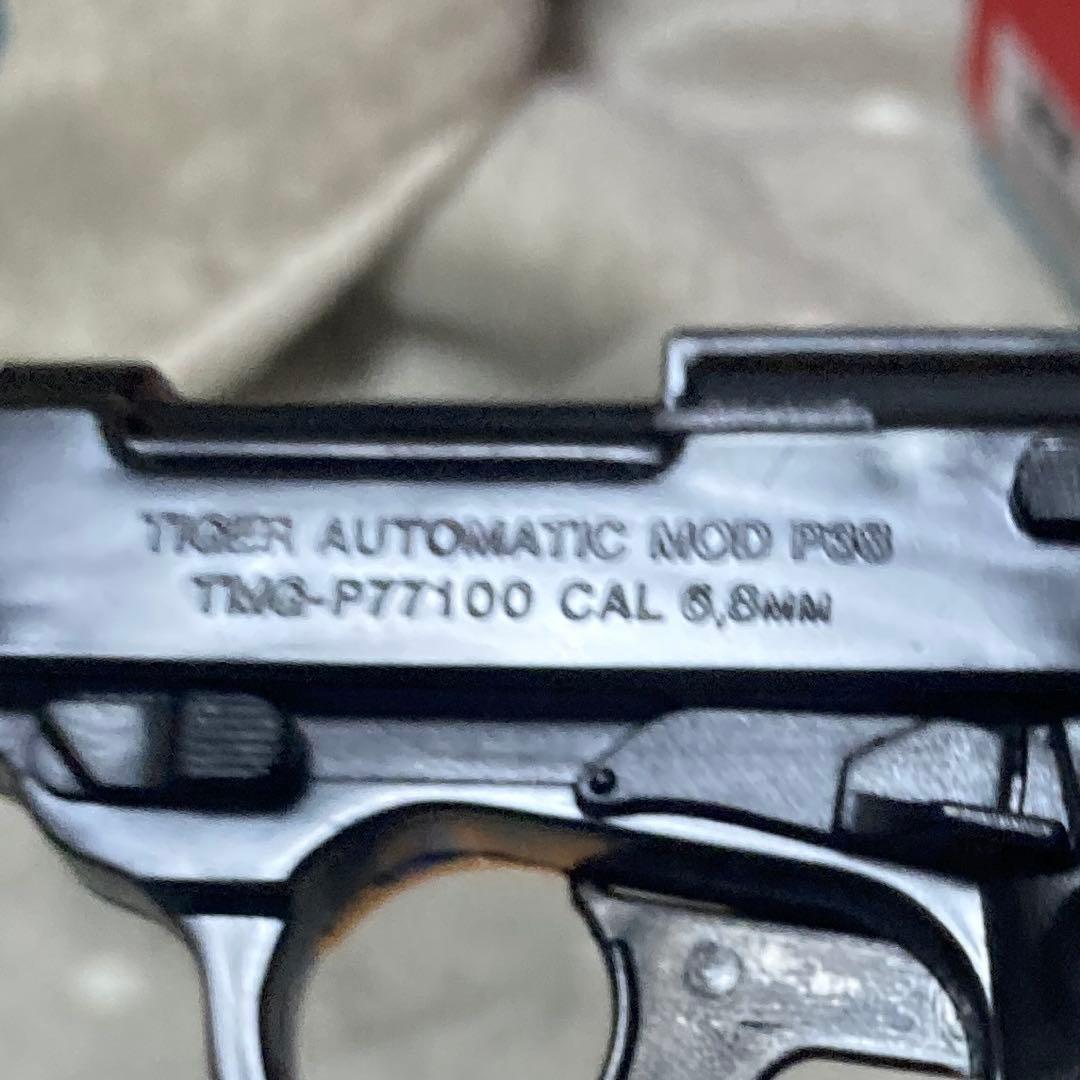 TIGER AUTOMATIC MOD P38
TMG-P77100 CAL 6,8MM